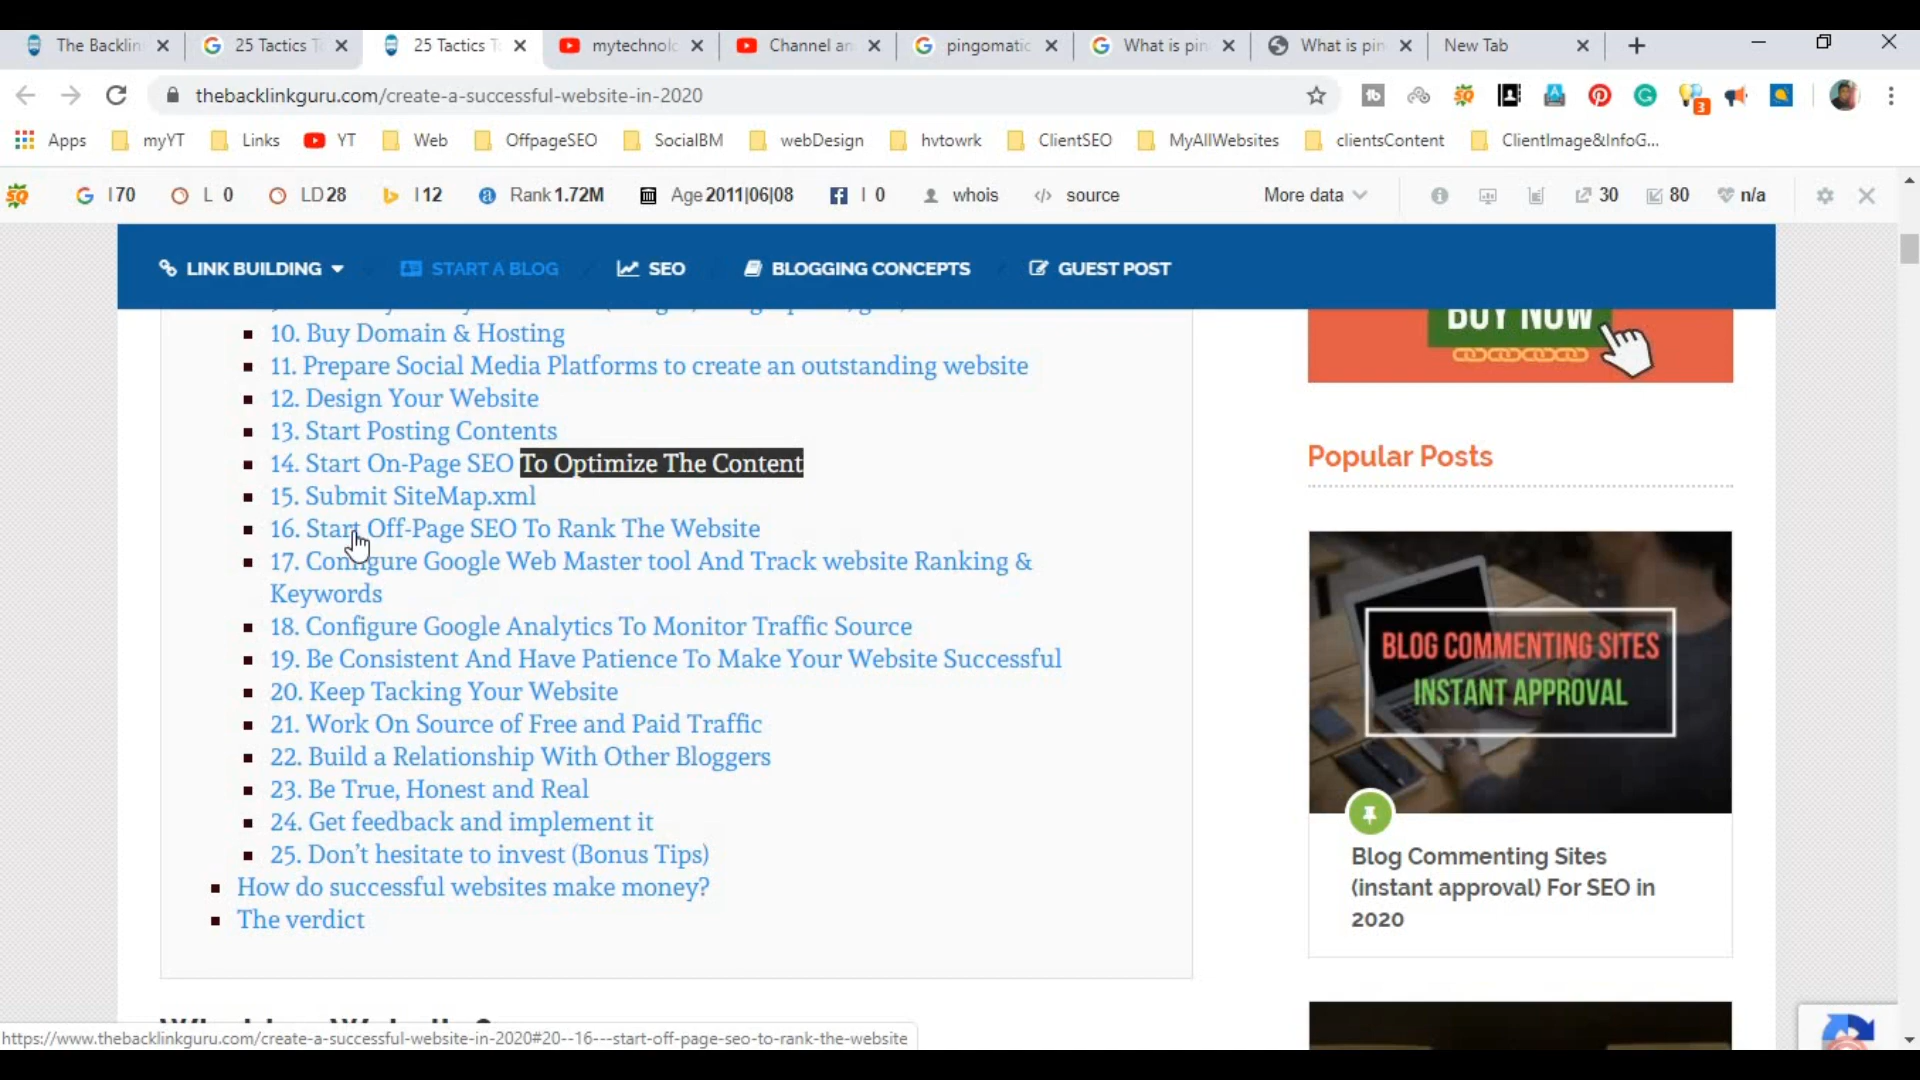 The Backlin
25 Tactics T
25 Tactics T
mytechnol
Channel an
pingomatic
What is pin
What is pin
New Tab
thebacklinkguru.com/create-a-successful-website-in-2020
3
Apps
myYT
Links
YT
Web
OffpageSEO
SocialBM
webDesign
hvtowrk
ClientSEO
MyAllWebsites
clientsContent
ClientImage&InfoG...
SQ
I 70
L 0
LD 28
I 12
Rank 1.72M
Age 2011|06|08
I 0
whois
source
More data
30
80
n/a
LINK BUILDING
START A BLOG
SEO
BLOGGING CONCEPTS
GUEST POST
10. Buy Domain & Hosting
11. Prepare Social Media Platforms to create an outstanding website
12. Design Your Website
13. Start Posting Contents
14. Start On-Page SEO To Optimize The Content
15. Submit SiteMap.xml
16. Start Off-Page SEO To Rank The Website
17. Configure Google Web Master tool And Track website Ranking &
Keywords
18. Configure Google Analytics To Monitor Traffic Source
19. Be Consistent And Have Patience To Make Your Website Successful
20. Keep Tacking Your Website
21. Work On Source of Free and Paid Traffic
22. Build a Relationship With Other Bloggers
23. Be True, Honest and Real
24. Get feedback and implement it
25. Don't hesitate to invest (Bonus Tips)
How do successful websites make money?
The verdict
BUY NOW
Popular Posts
BLOG COMMENTING SITES
INSTANT APPROVAL
Blog Commenting Sites
(instant approval) For SEO in
2020
https://www.thebacklinkguru.com/create-a-successful-website-in-2020#20--16---start-off-page-seo-to-rank-the-website